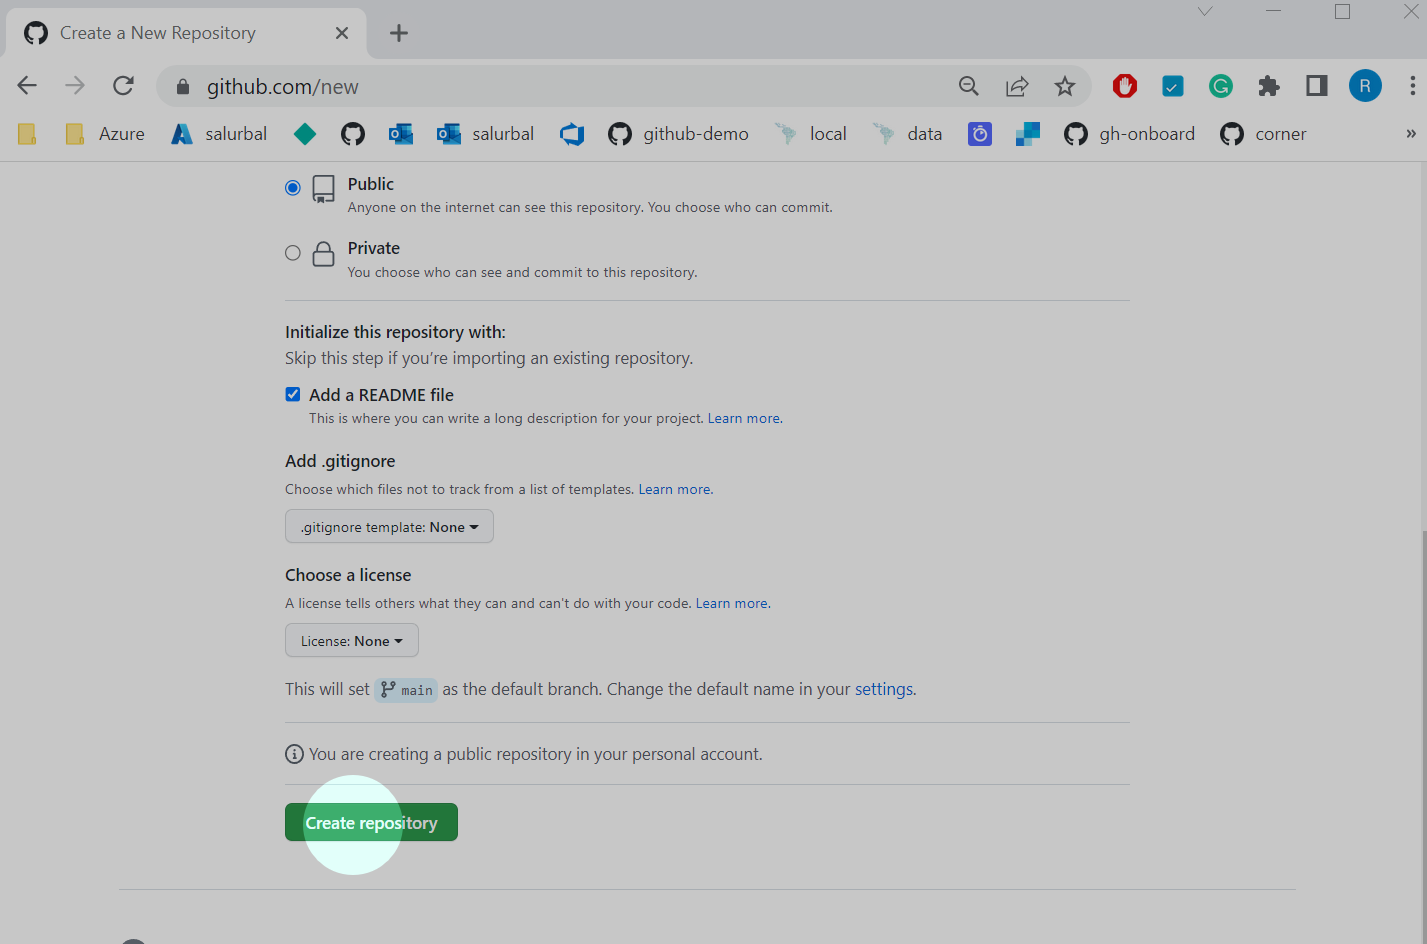 Create a New Repository
github.com/new
R
Azure salurbal salurbal github-demo local data gh-onboard corner »
Public
Anyone on the internet can see this repository. You choose who can commit.
Private
You choose who can see and commit to this repository.
Initialize this repository with:
Skip this step if you’re importing an existing repository.
Add a README file
This is where you can write a long description for your project. Learn more.
Add .gitignore
Choose which files not to track from a list of templates. Learn more.
.gitignore template: None
Choose a license
A license tells others what they can and can't do with your code. Learn more.
License: None
This will set main as the default branch. Change the default name in your settings.
You are creating a public repository in your personal account.
Create repository